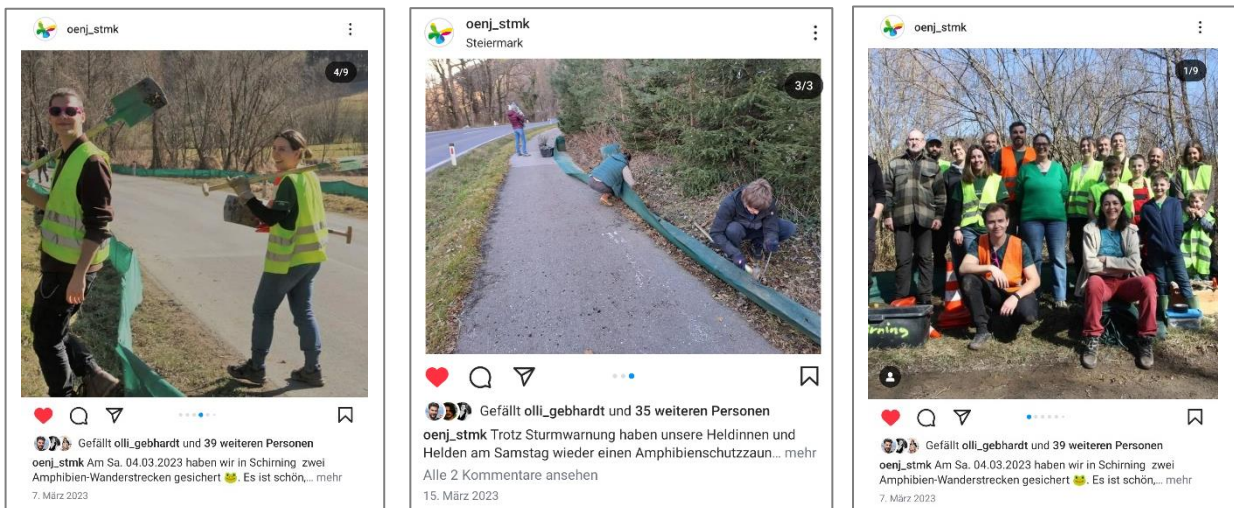 oenj_stmk
4/9
Gefällt olli_gebhardt und 39 weiteren Personen
oenj_stmk Am Sa. 04.03.2023 haben wir in Schirning zwei
Amphibien-Wanderstrecken gesichert 🐸. Es ist schön,... mehr
7. März 2023
oenj_stmk
Steiermark
3/3
Gefällt olli_gebhardt und 35 weiteren Personen
oenj_stmk Trotz Sturmwarnung haben unsere Heldinnen und
Helden am Samstag wieder einen Amphibienschutzzaun... mehr
Alle 2 Kommentare ansehen
15. März 2023
oenj_stmk
1/9
rning
Gefällt olli_gebhardt und 39 weiteren Personen
oenj_stmk Am Sa. 04.03.2023 haben wir in Schirning zwei
Amphibien-Wanderstrecken gesichert 🐸. Es ist schön,... mehr
7. März 2023